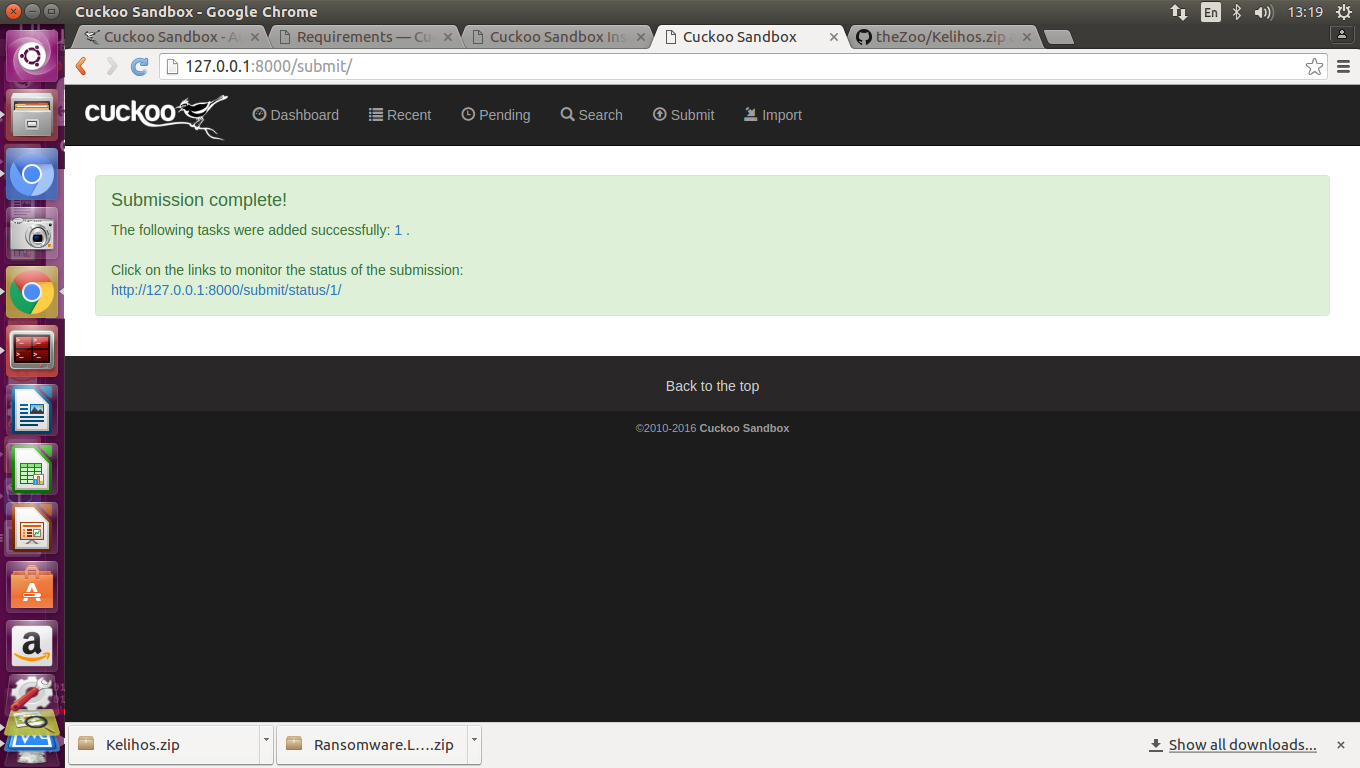 Cuckoo Sandbox - Google Chrome
En
13:19
Cuckoo Sandbox - A
Requirements — Cu
Cuckoo Sandbox Ins
Cuckoo Sandbox
theZoo/Kelihos.zip
127.0.0.1:8000/submit/
cuckoo
Dashboard
Recent
Pending
Search
Submit
Import
Submission complete!
The following tasks were added successfully: 1 .
Click on the links to monitor the status of the submission:
http://127.0.0.1:8000/submit/status/1/
Back to the top
©2010-2016 Cuckoo Sandbox
Kelihos.zip
Ransomware.L....zip
Show all downloads...